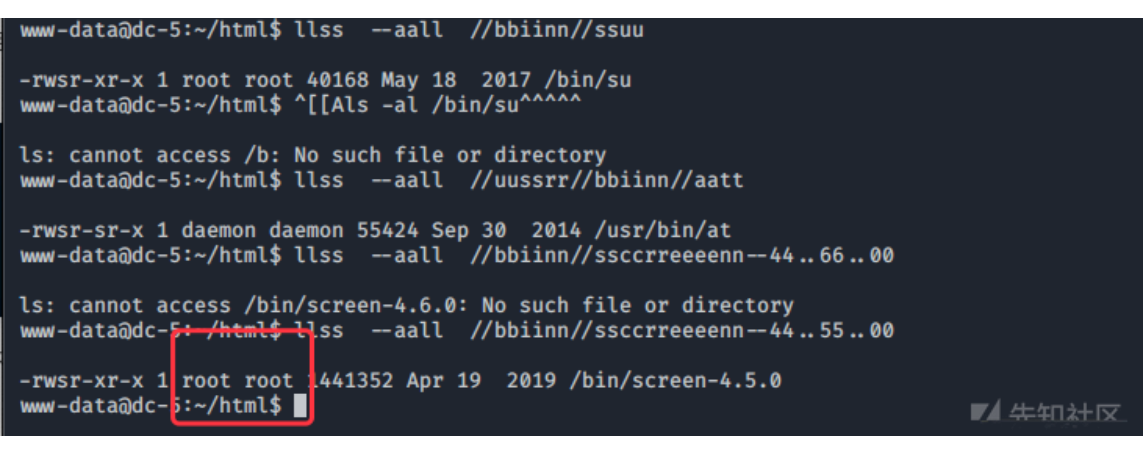 www-data@dc-5:~/html$ llss  --aall  //bbiinn//ssuu
-rwsr-xr-x 1 root root 40168 May 18  2017 /bin/su
www-data@dc-5:~/html$ ^[[Als -al /bin/su^^^^^
ls: cannot access /b: No such file or directory
www-data@dc-5:~/html$ llss  --aall  //uussrr//bbiinn//aatt
-rwsr-sr-x 1 daemon daemon 55424 Sep 30  2014 /usr/bin/at
www-data@dc-5:~/html$ llss  --aall  //bbiinn//ssccrreeeenn--44..66..00
ls: cannot access /bin/screen-4.6.0: No such file or directory
www-data@dc-5:~/html$ llss  --aall  //bbiinn//ssccrreeeenn--44..55..00
-rwsr-xr-x 1 root root 1441352 Apr 19  2019 /bin/screen-4.5.0
www-data@dc-5:~/html$
先知社区